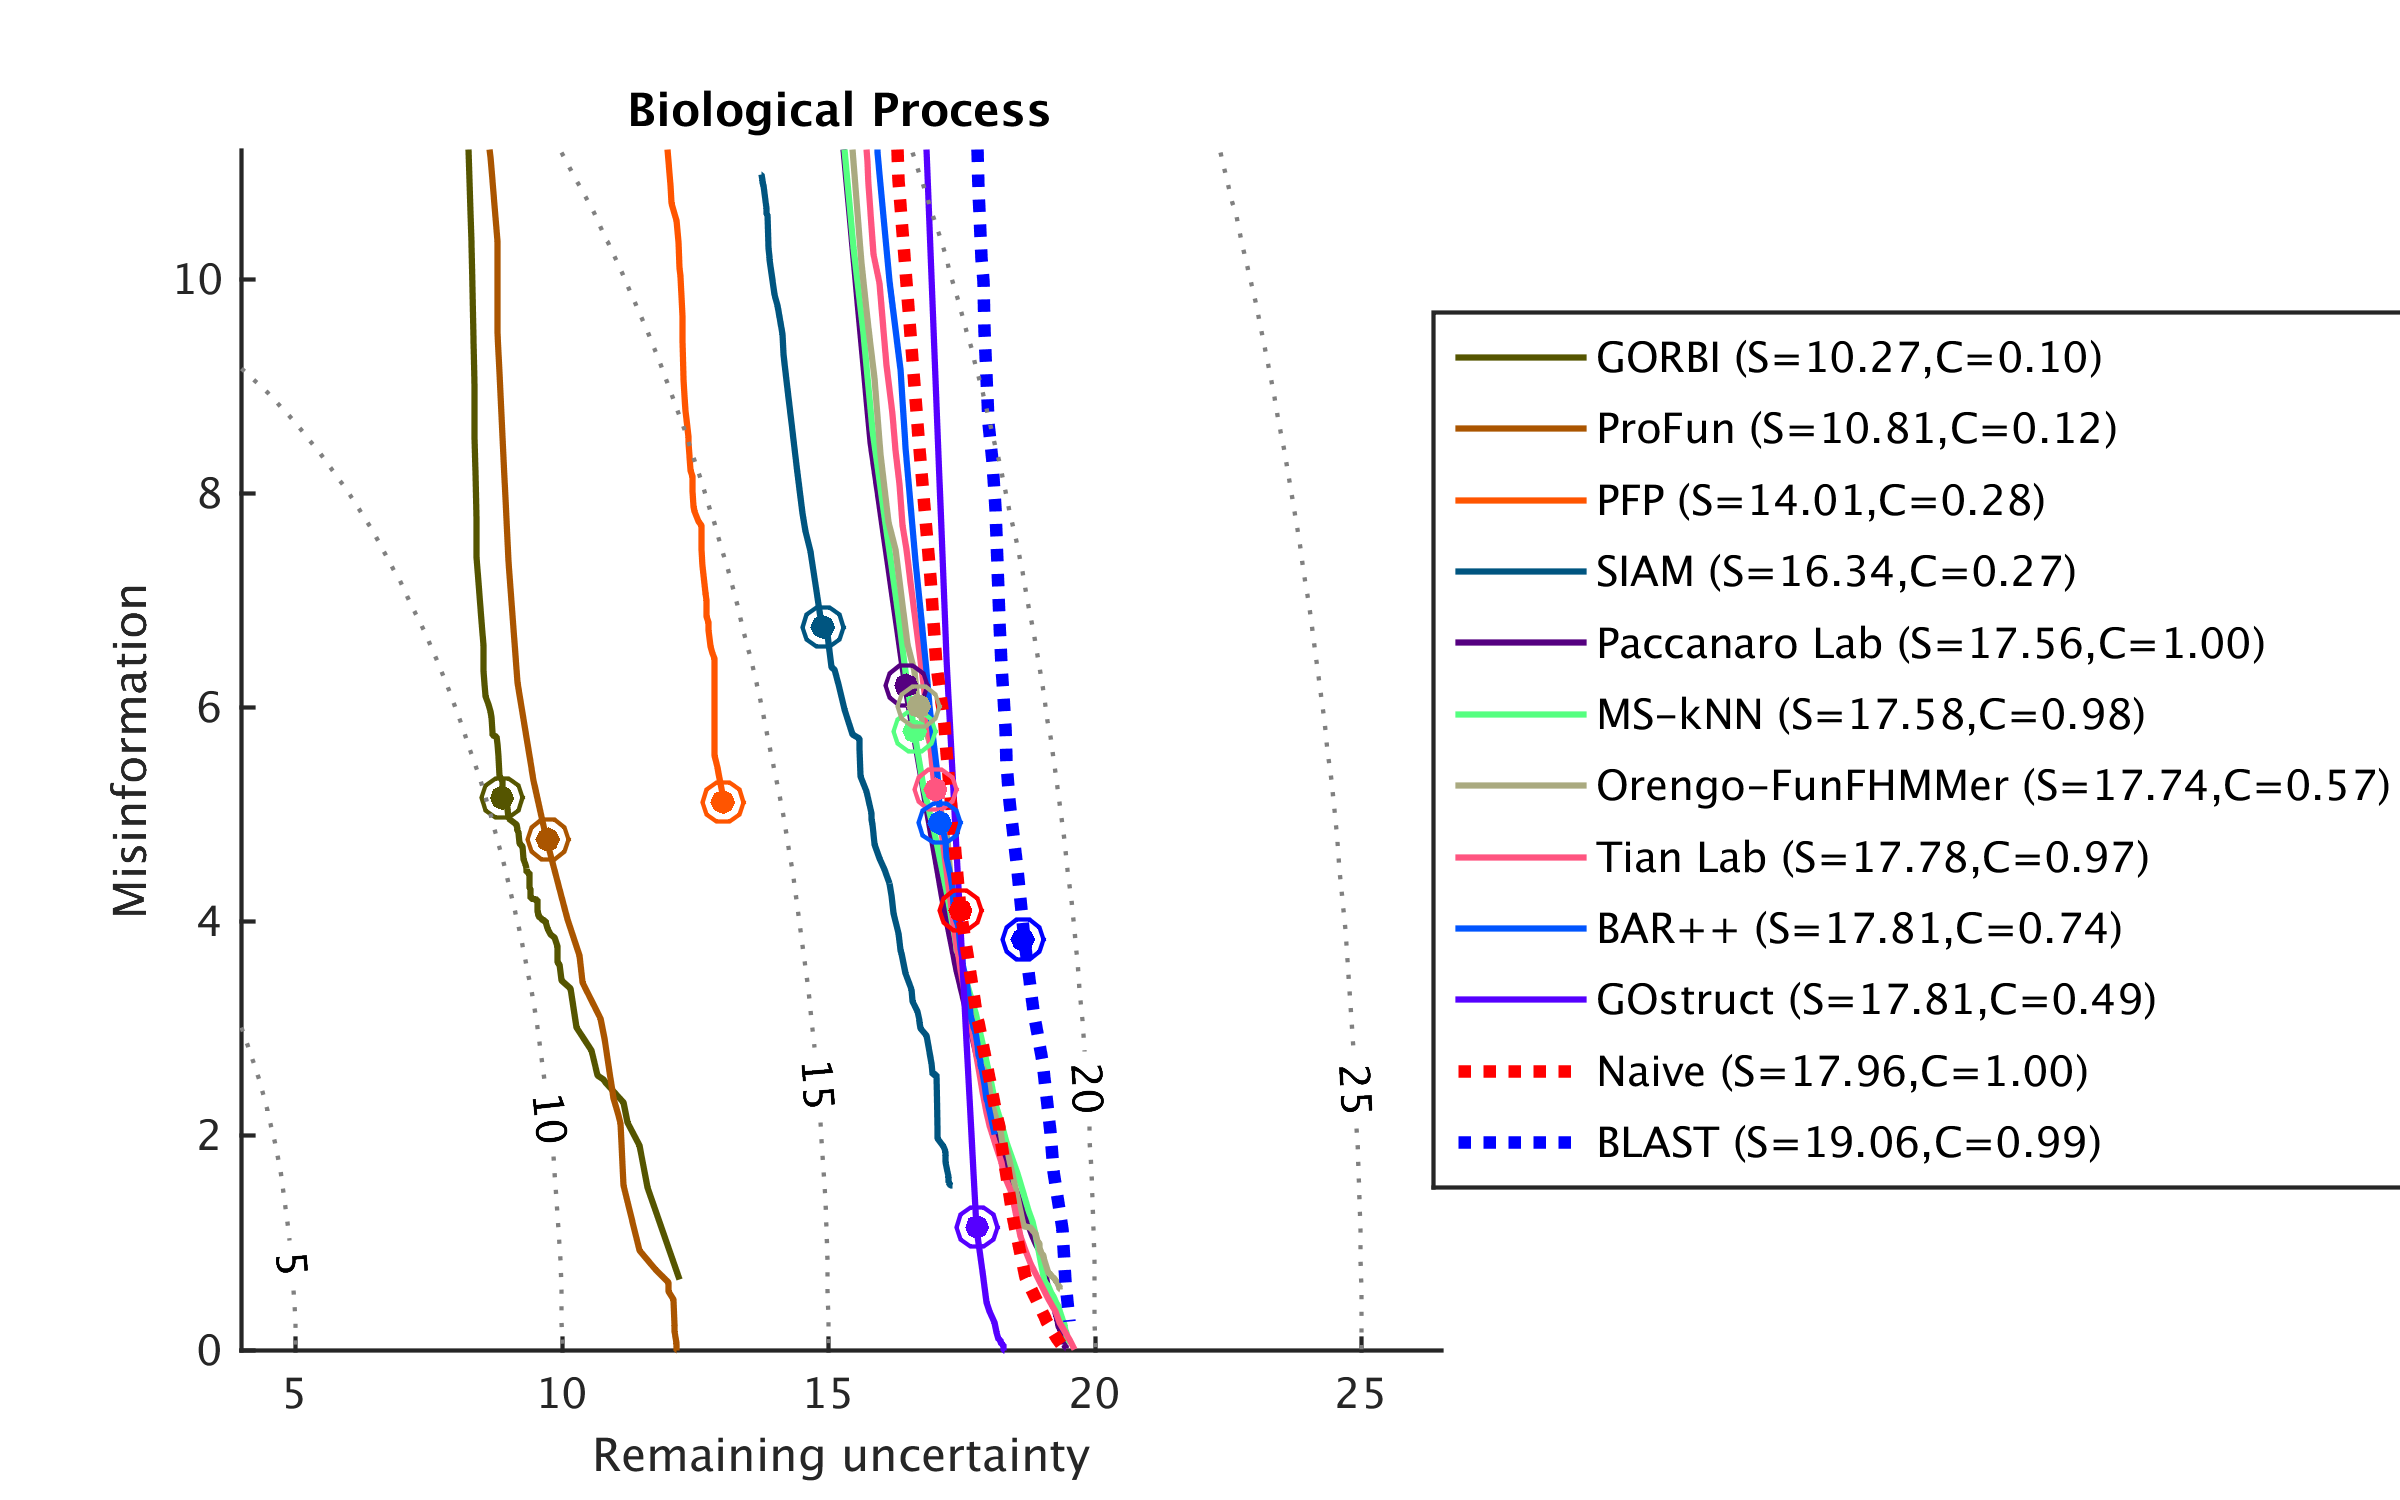 Biological Process
Misinformation
10
8
6
4
2
0
5
10
15
20
25
5
10
15
20
25
Remaining uncertainty
GORBI (S=10.27,C=0.10)
ProFun (S=10.81,C=0.12)
PFP (S=14.01,C=0.28)
SIAM (S=16.34,C=0.27)
Paccanaro Lab (S=17.56,C=1.00)
MS-kNN (S=17.58,C=0.98)
Orengo-FunFHMMer (S=17.74,C=0.57)
Tian Lab (S=17.78,C=0.97)
BAR++ (S=17.81,C=0.74)
GOstruct (S=17.81,C=0.49)
Naive (S=17.96,C=1.00)
BLAST (S=19.06,C=0.99)